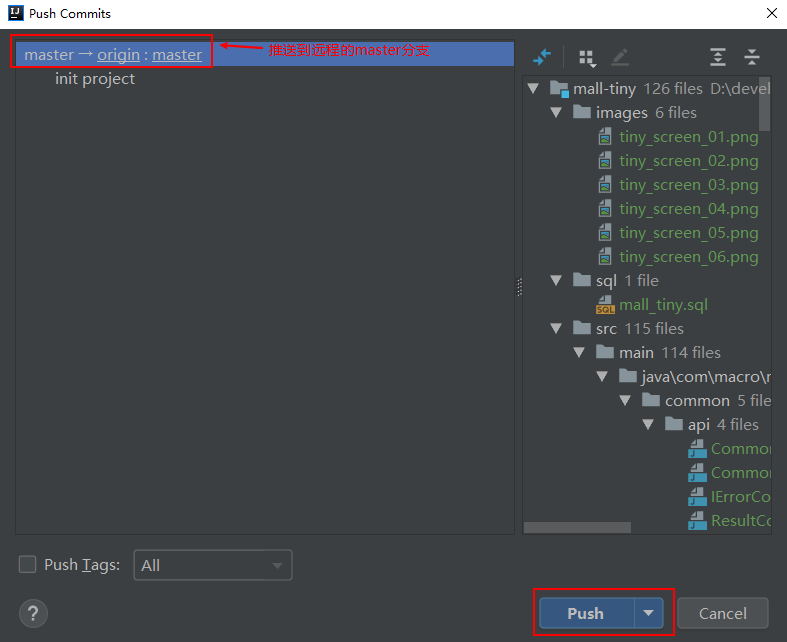 Push Commits
master → origin : master
推送到远程的master分支
init project
mall-tiny 126 files D:\devel
images 6 files
tiny_screen_01.png
tiny_screen_02.png
tiny_screen_03.png
tiny_screen_04.png
tiny_screen_05.png
tiny_screen_06.png
sql 1 file
mall_tiny.sql
src 115 files
main 114 files
java\com\macro\
common 5 file
api 4 files
Common
Common
IErrorCo
ResultCo
Push Tags:
All
?
Push
Cancel